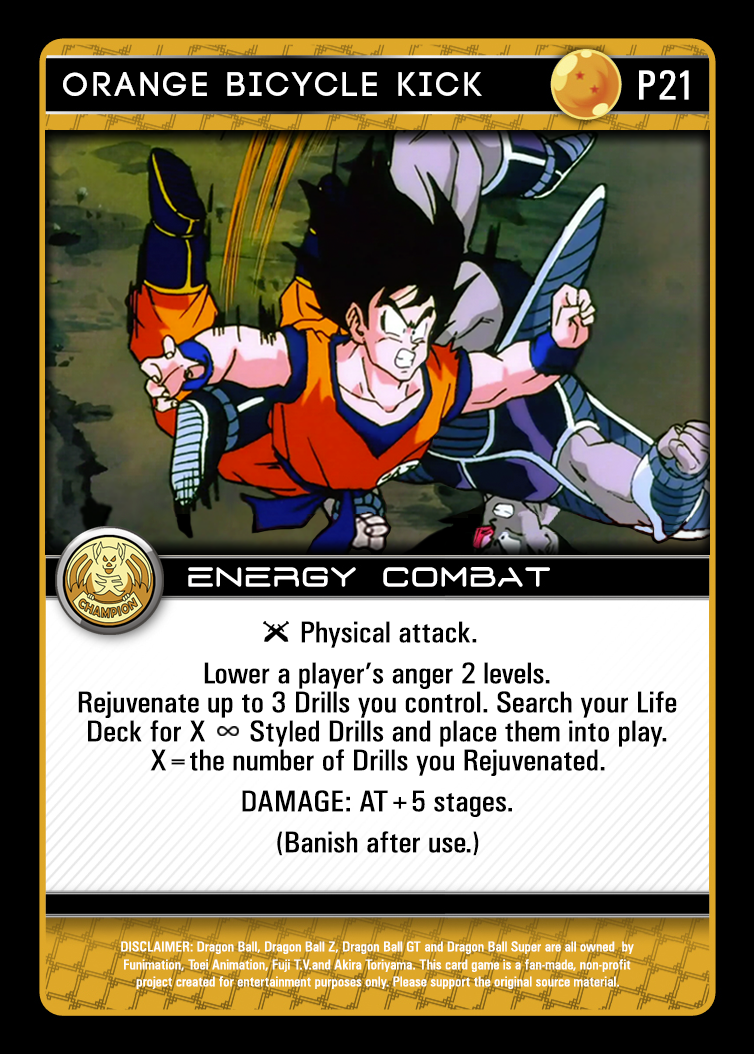 ORANGE BICYCLE KICK P21
ENERGY COMBAT
CHAMPION
Physical attack.
Lower a player's anger 2 levels.
Rejuvenate up to 3 Drills you control. Search your Life
Deck for X ∞ Styled Drills and place them into play.
X = the number of Drills you Rejuvenated.
DAMAGE: AT + 5 stages.
(Banish after use.)
DISCLAIMER: Dragon Ball, Dragon Ball Z, Dragon Ball GT and Dragon Ball Super are all owned by
Funimation, Toei Animation, Fuji T.V.and Akira Toriyama. This card game is a fan-made, non-profit
project created for entertainment purposes only. Please support the original source material.